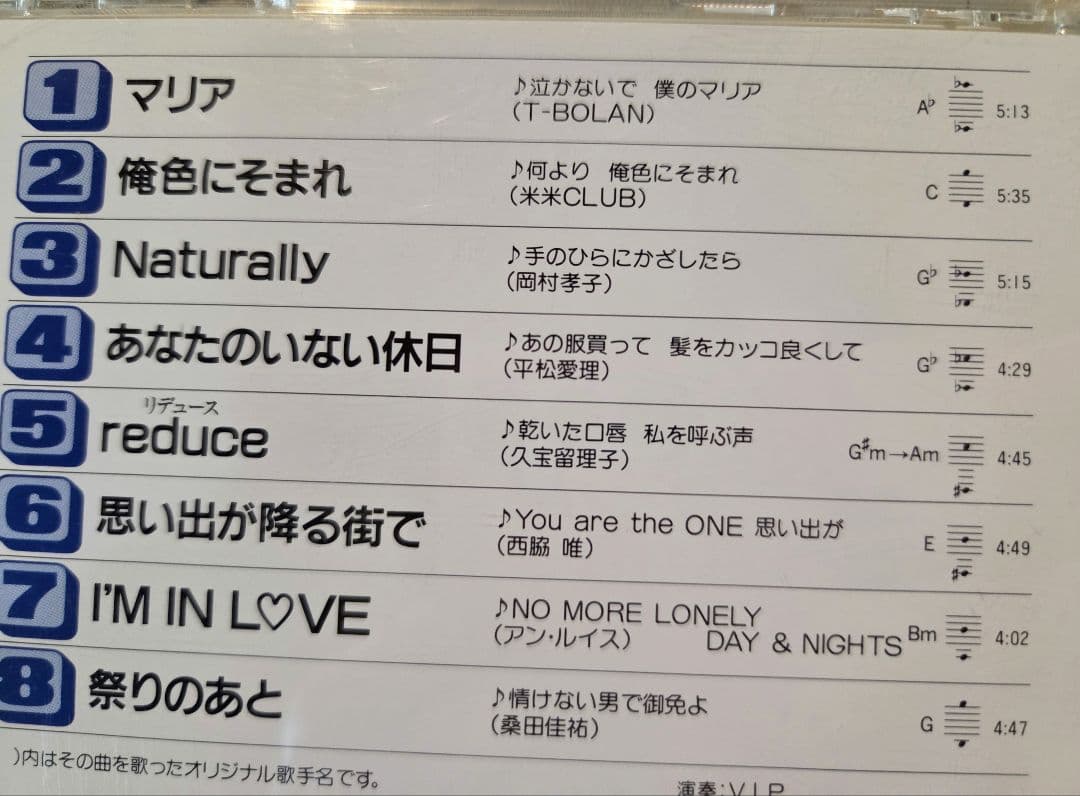 1 マリア ♪泣かないで 僕のマリア
(T-BOLAN) A♭ 5:13
2 俺色にそまれ ♪何より 俺色にそまれ
(米米CLUB) C 5:35
3 Naturally ♪手のひらにかざしたら
(岡村孝子) G♭ 5:15
4 あなたのいない休日 ♪あの服買って 髪をカッコ良くして
(平松愛理) G♭ 4:29
リデュース
5 reduce ♪乾いた口唇 私を呼ぶ声
(久宝留理子) G♯m→Am 4:45
6 思い出が降る街で ♪You are the ONE 思い出が
(西脇 唯) E 4:49
7 I'M IN L♡VE ♪NO MORE LONELY
(アン・ルイス) DAY & NIGHTS Bm 4:02
8 祭りのあと ♪情けない男で御免よ
(桑田佳祐) G 4:47
)内はその曲を歌ったオリジナル歌手名です。
演奏:V.I.P